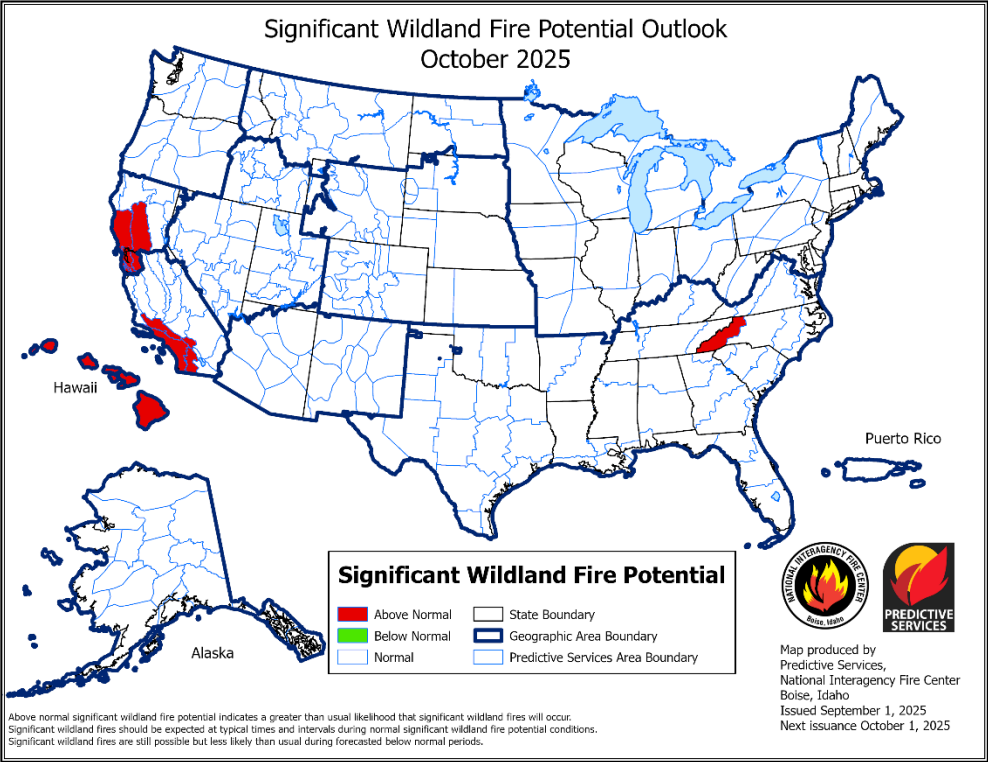 Significant Wildland Fire Potential Outlook
October 2025
Hawaii
Puerto Rico
Alaska
Significant Wildland Fire Potential
Above Normal
State Boundary
Below Normal
Geographic Area Boundary
Normal
Predictive Services Area Boundary
NATIONAL INTERAGENCY FIRE CENTER
Boise, Idaho
PREDICTIVE
SERVICES
Map produced by
Predictive Services,
National Interagency Fire Center
Boise, Idaho
Issued September 1, 2025
Next issuance October 1, 2025
Above normal significant wildland fire potential indicates a greater than usual likelihood that significant wildland fires will occur.
Significant wildland fires should be expected at typical times and intervals during normal significant wildland fire potential conditions.
Significant wildland fires are still possible but less likely than usual during forecasted below normal periods.